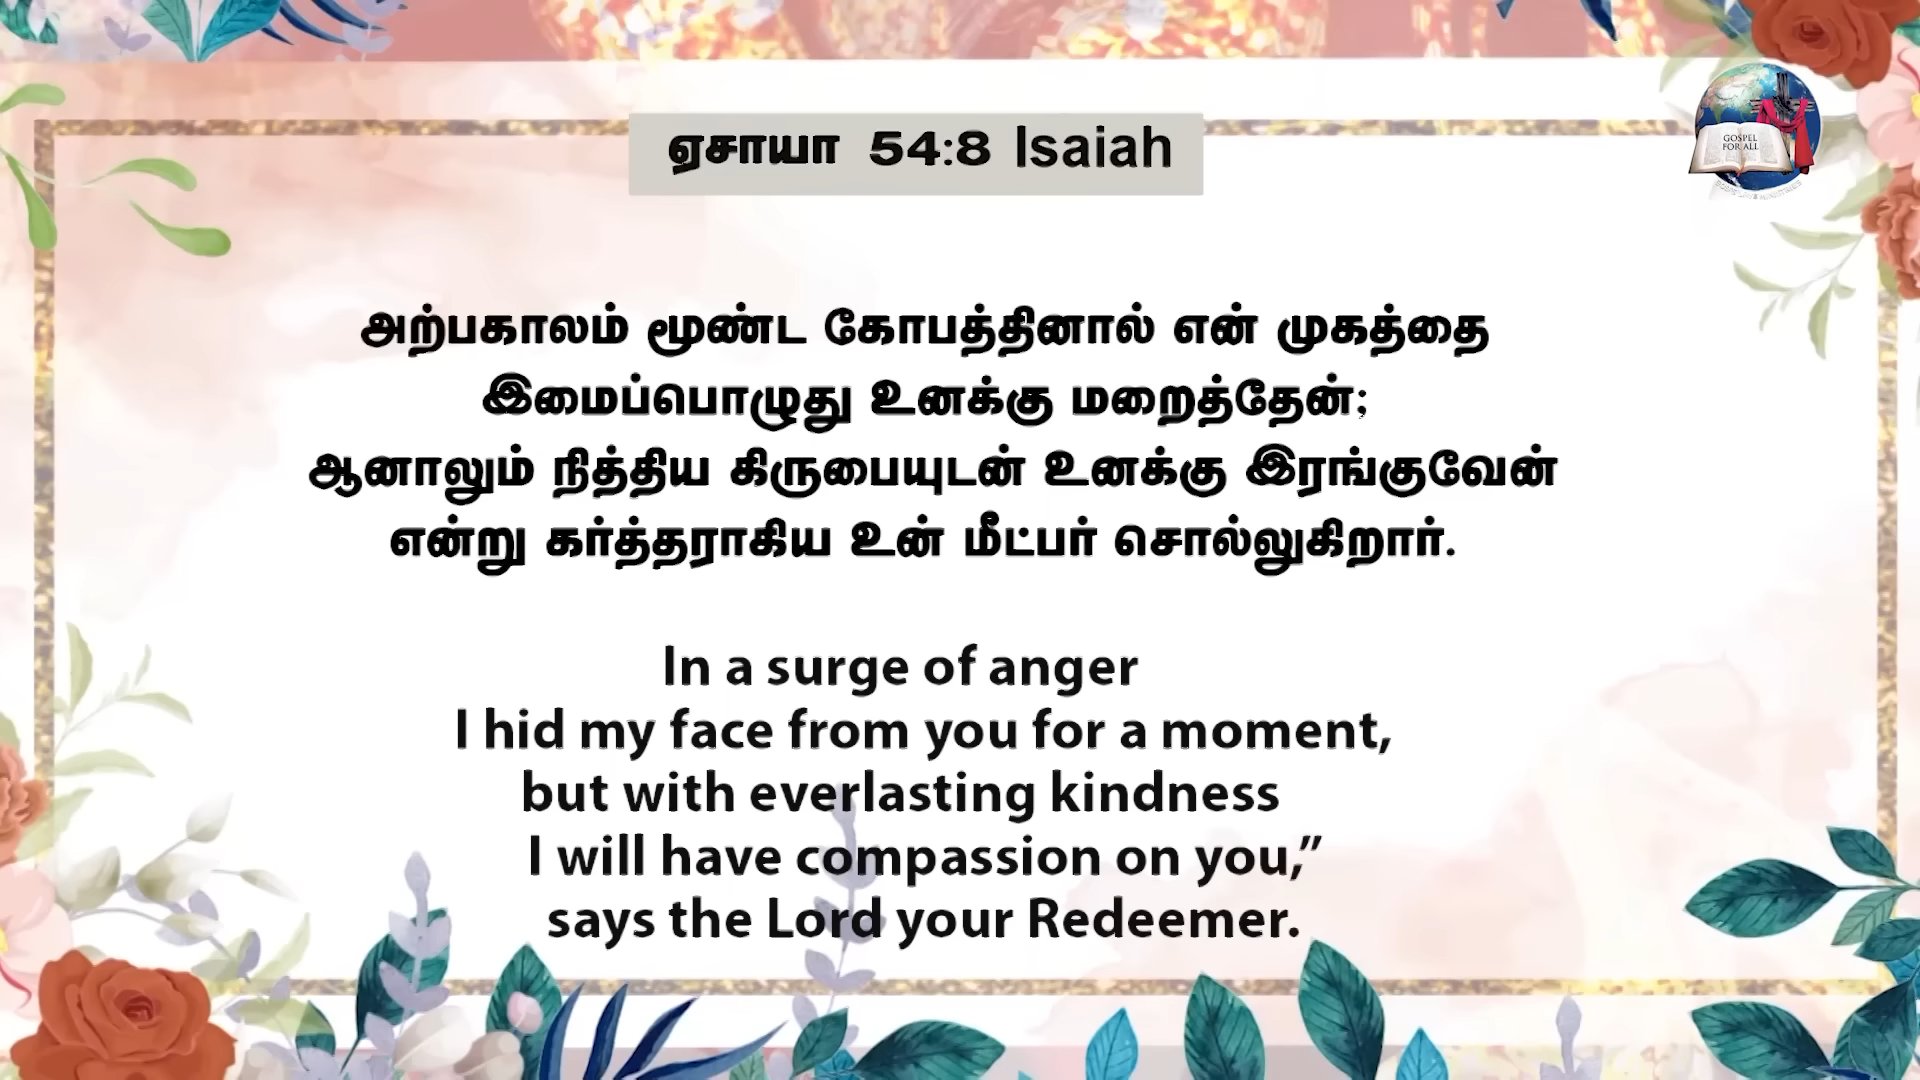 ஏசாயா 54:8 Isaiah
GOSPEL
FOR ALL
அற்பகாலம் மூண்ட கோபத்தினால் என் முகத்தை
இமைப்பொழுது உனக்கு மறைத்தேன்;
ஆனாலும் நித்திய கிருபையுடன் உனக்கு இரங்குவேன்
என்று கர்த்தராகிய உன் மீட்பர் சொல்லுகிறார்.
In a surge of anger
I hid my face from you for a moment,
but with everlasting kindness
I will have compassion on you,”
says the Lord your Redeemer.